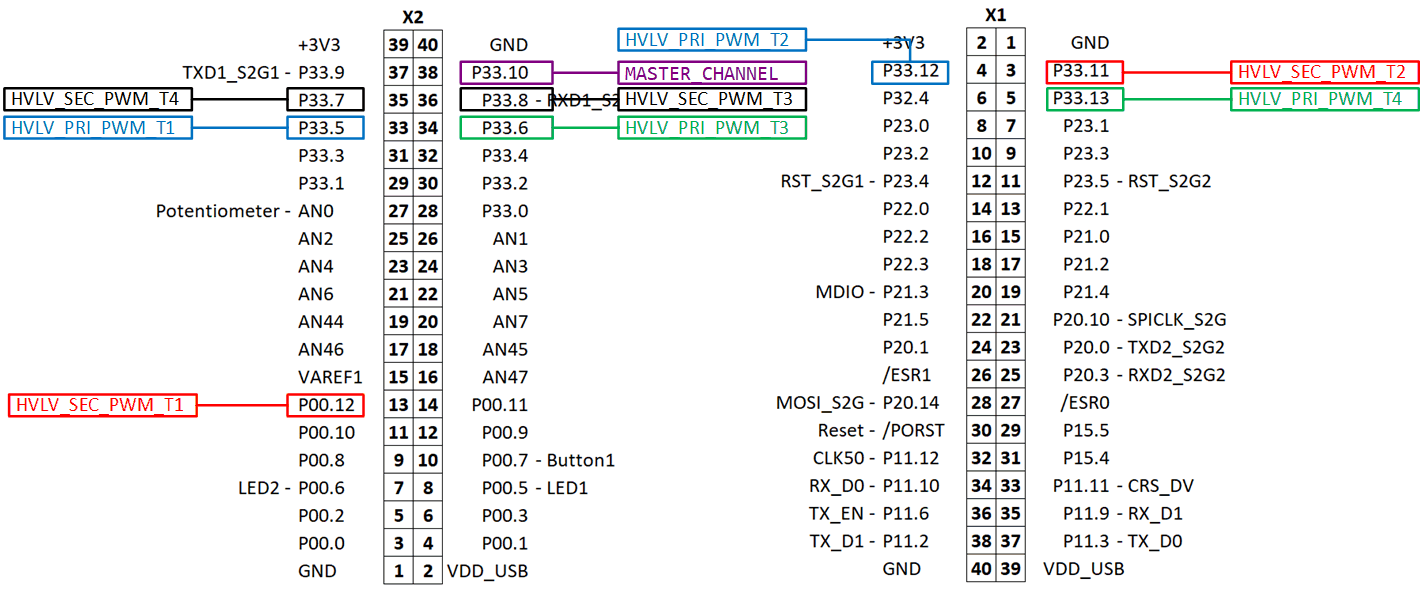 X2 X1
+3V3 39 40 GND HVLV_PRI_PWM_T2 +3V3 2 1 GND
TXD1_S2G1 - P33.9 37 38 P33.10 MASTER_CHANNEL P33.12 4 3 P33.11 HVLV_SEC_PWM_T2
HVLV_SEC_PWM_T4 P33.7 35 36 P33.8 - RXD1_S2 HVLV_SEC_PWM_T3 P32.4 6 5 P33.13 HVLV_PRI_PWM_T4
HVLV_PRI_PWM_T1 P33.5 33 34 P33.6 HVLV_PRI_PWM_T3 P23.0 8 7 P23.1
P33.3 31 32 P33.4 P23.2 10 9 P23.3
P33.1 29 30 P33.2 RST_S2G1 - P23.4 12 11 P23.5 - RST_S2G2
Potentiometer - AN0 27 28 P33.0 P22.0 14 13 P22.1
AN2 25 26 AN1 P22.2 16 15 P21.0
AN4 23 24 AN3 P22.3 18 17 P21.2
AN6 21 22 AN5 MDIO - P21.3 20 19 P21.4
AN44 19 20 AN7 P21.5 22 21 P20.10 - SPICLK_S2G
AN46 17 18 AN45 P20.1 24 23 P20.0 - TXD2_S2G2
VAREF1 15 16 AN47 /ESR1 26 25 P20.3 - RXD2_S2G2
HVLV_SEC_PWM_T1 P00.12 13 14 P00.11 MOSI_S2G - P20.14 28 27 /ESR0
P00.10 11 12 P00.9 Reset - /PORST 30 29 P15.5
P00.8 9 10 P00.7 - Button1 CLK50 - P11.12 32 31 P15.4
LED2 - P00.6 7 8 P00.5 - LED1 RX_D0 - P11.10 34 33 P11.11 - CRS_DV
P00.2 5 6 P00.3 TX_EN - P11.6 36 35 P11.9 - RX_D1
P00.0 3 4 P00.1 TX_D1 - P11.2 38 37 P11.3 - TX_D0
GND 1 2 VDD_USB GND 40 39 VDD_USB